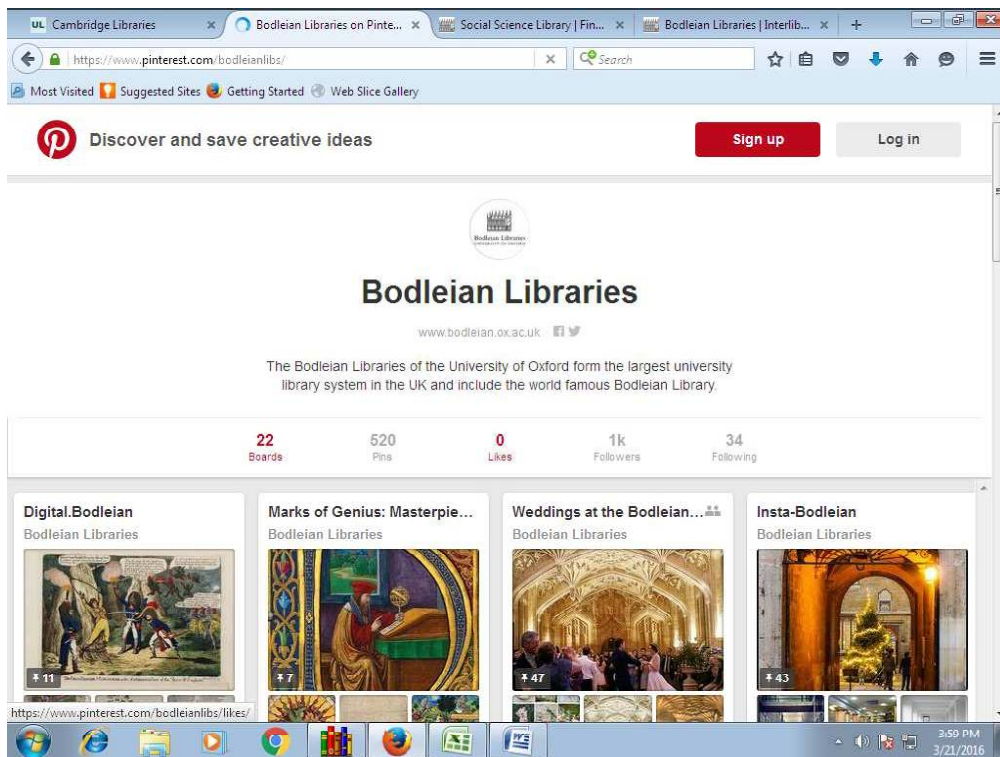 UL Cambridge Libraries
Bodleian Libraries on Pinte...
Social Science Library | Fin...
Bodleian Libraries | Interlib...
https://www.pinterest.com/bodleianlibs/
Search
Most Visited
Suggested Sites
Getting Started
Web Slice Gallery
Discover and save creative ideas
Sign up
Log in
Bodleian Libraries
Bodleian Libraries
www.bodleian.ox.ac.uk
The Bodleian Libraries of the University of Oxford form the largest university
library system in the UK and include the world famous Bodleian Library.
22 520 0 1k 34
Boards Pins Likes Followers Following
Digital.Bodleian
Bodleian Libraries
11
Marks of Genius: Masterpie...
Bodleian Libraries
7
Weddings at the Bodleian...
Bodleian Libraries
47
Insta-Bodleian
Bodleian Libraries
43
https://www.pinterest.com/bodleianlibs/likes/
3:59 PM
3/21/2016